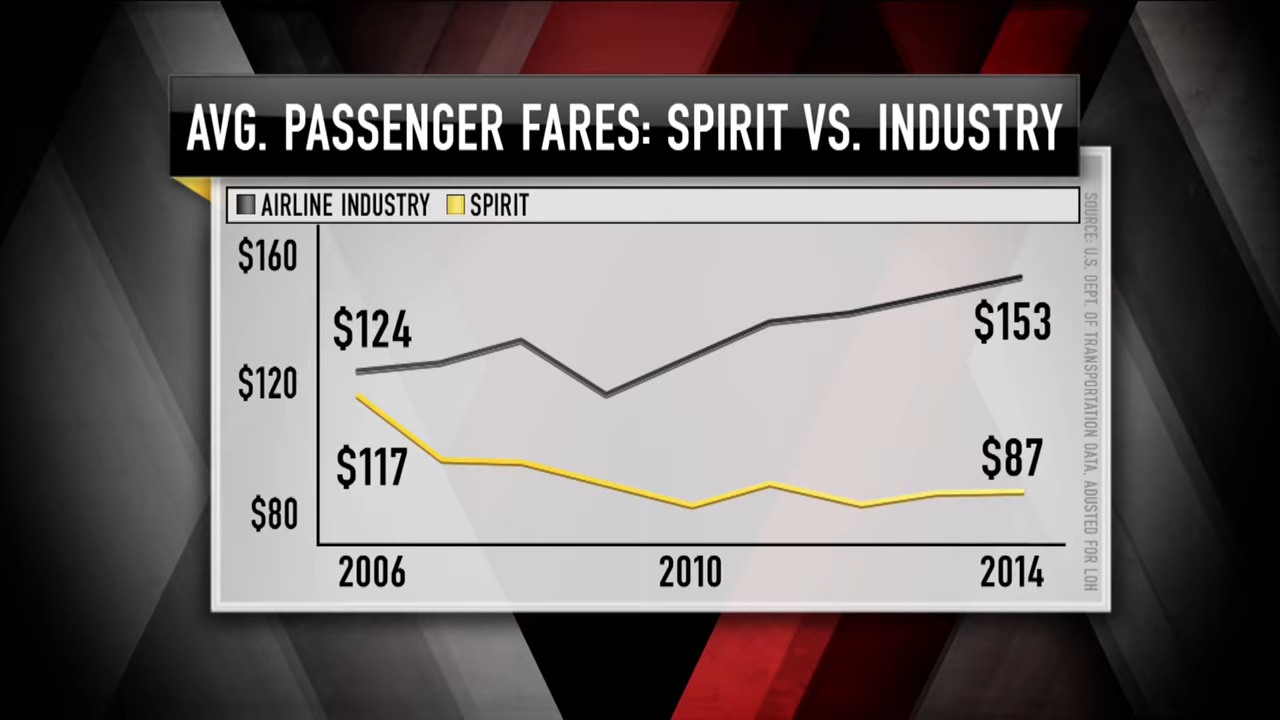 AVG. PASSENGER FARES: SPIRIT VS. INDUSTRY
AIRLINE INDUSTRY SPIRIT
$160
$120
$80
$124
$153
$117
$87
2006 2010 2014
SOURCE: U.S. DEPT. OF TRANSPORTATION DATA, ADUSTED FOR LOH